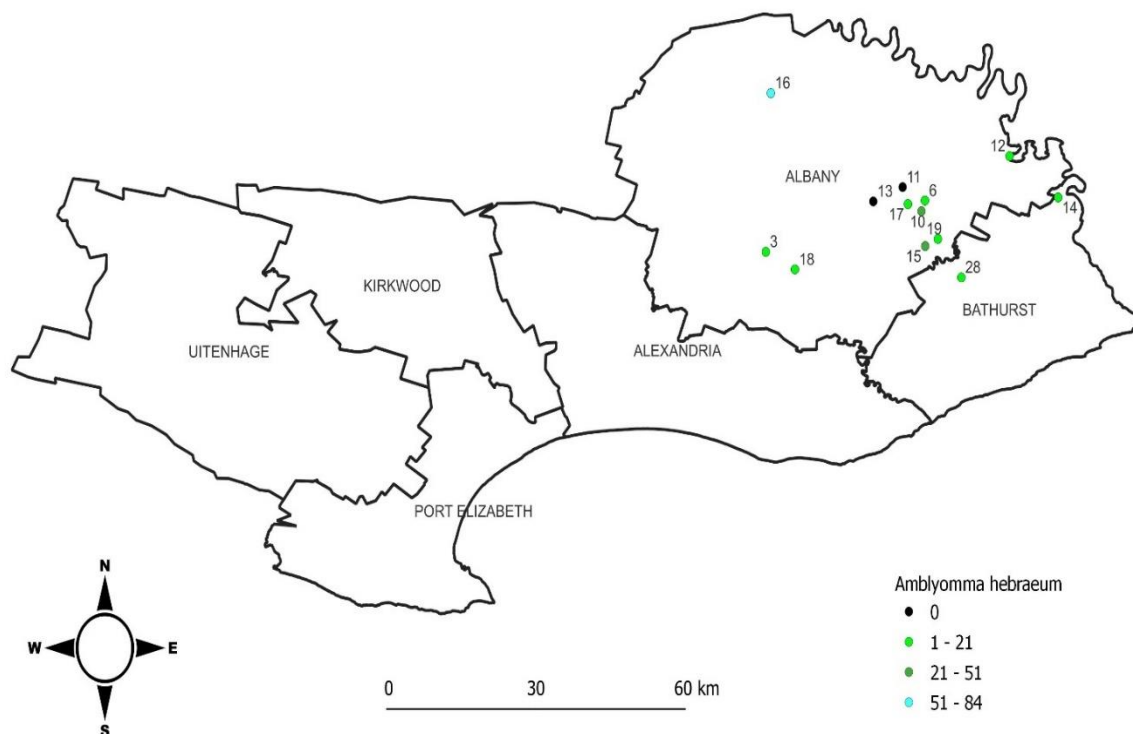 16
12
ALBANY
11
13
6
14
17
10
19
3
15
18
28
KIRKWOOD
BATHURST
UITENHAGE
ALEXANDRIA
PORT ELIZABETH
N
W
E
S
0
30
60 km
Amblyomma hebraeum
0
1 - 21
21 - 51
51 - 84